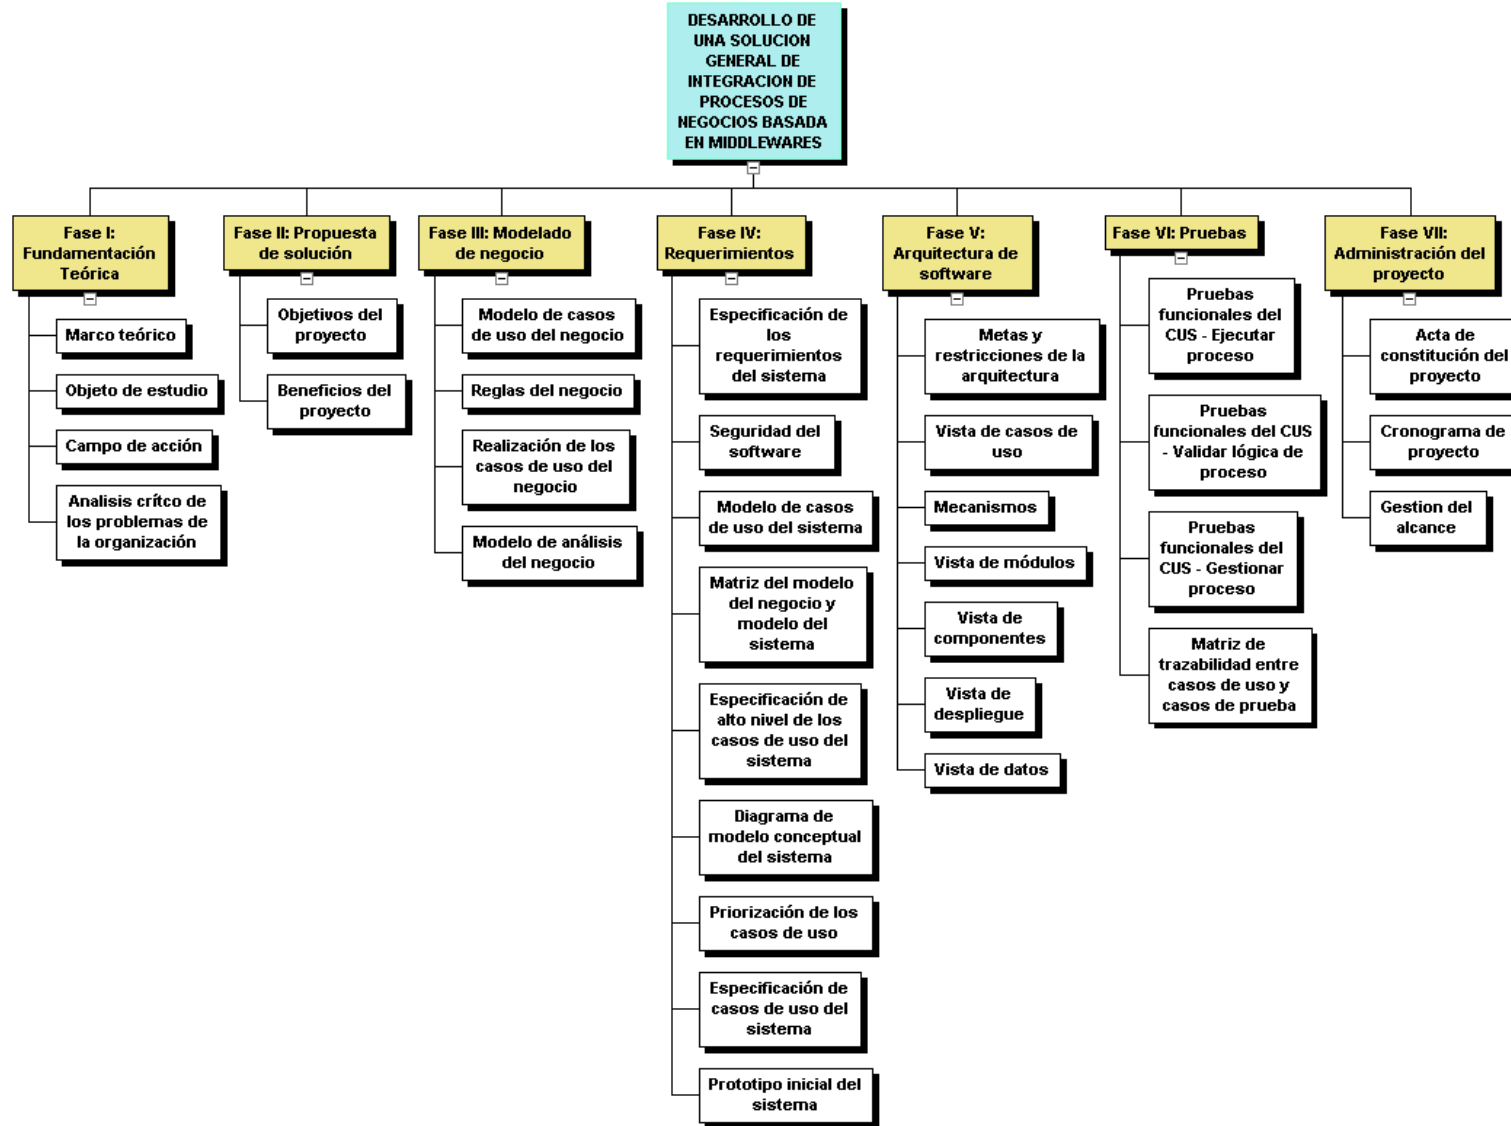 DESARROLLO DE
UNA SOLUCION
GENERAL DE
INTEGRACION DE
PROCESOS DE
NEGOCIOS BASADA
EN MIDDLEWARES
Fase I:
Fundamentación
Teórica
Marco teórico
Objeto de estudio
Campo de acción
Analisis crítco de
los problemas de
la organización
Fase II: Propuesta
de solución
Objetivos del
proyecto
Beneficios del
proyecto
Fase III: Modelado
de negocio
Modelo de casos
de uso del negocio
Reglas del negocio
Realización de los
casos de uso del
negocio
Modelo de análisis
del negocio
Fase IV:
Requerimientos
Especificación de
los
requerimientos
del sistema
Seguridad del
software
Modelo de casos
de uso del sistema
Matriz del modelo
del negocio y
modelo del
sistema
Especificación de
alto nivel de los
casos de uso del
sistema
Diagrama de
modelo conceptual
del sistema
Priorización de los
casos de uso
Especificación de
casos de uso del
sistema
Prototipo inicial del
sistema
Fase V:
Arquitectura de
software
Metas y
restricciones de la
arquitectura
Vista de casos de
uso
Mecanismos
Vista de módulos
Vista de
componentes
Vista de
despliegue
Vista de datos
Fase VI: Pruebas
Pruebas
funcionales del
CUS - Ejecutar
proceso
Pruebas
funcionales del CUS
- Validar lógica de
proceso
Pruebas
funcionales del
CUS - Gestionar
proceso
Matriz de
trazabilidad entre
casos de uso y
casos de prueba
Fase VII:
Administración del
proyecto
Acta de
constitución del
proyecto
Cronograma de
proyecto
Gestion del
alcance